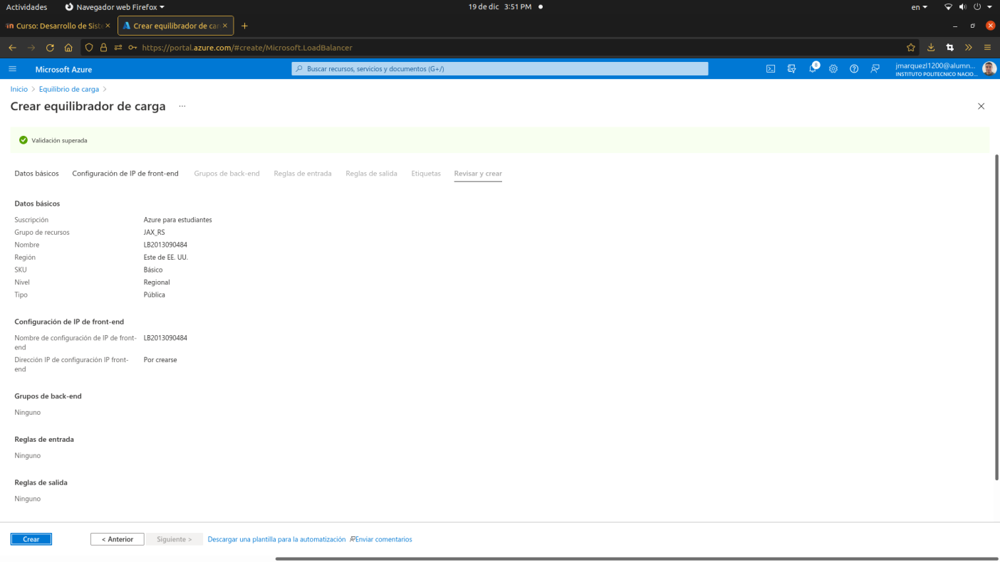 Actividades Navegador web Firefox 19 de dic 3:51 PM en
Curso: Desarrollo de Siste × Crear equilibrador de car ×
https://portal.azure.com/#create/Microsoft.LoadBalancer
Microsoft Azure Buscar recursos, servicios y documentos (G+/) 8 jmarquezl1200@alumn...
INSTITUTO POLITECNICO NACIO...
Inicio > Equilibrio de carga >
Crear equilibrador de carga ...
Validación superada
Datos básicos Configuración de IP de front-end Grupos de back-end Reglas de entrada Reglas de salida Etiquetas Revisar y crear
Datos básicos
Suscripción Azure para estudiantes
Grupo de recursos JAX_RS
Nombre LB2013090484
Región Este de EE. UU.
SKU Básico
Nivel Regional
Tipo Pública
Configuración de IP de front-end
Nombre de configuración de IP de front- LB2013090484
end
Dirección IP de configuración IP front- Por crearse
end
Grupos de back-end
Ninguno
Reglas de entrada
Ninguno
Reglas de salida
Ninguno
Crear < Anterior Siguiente > Descargar una plantilla para la automatización Enviar comentarios